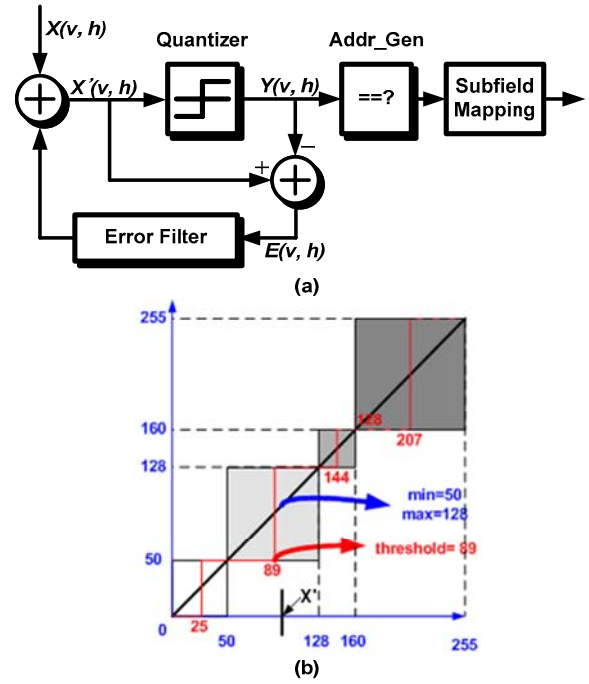 X(v, h)
Quantizer
Addr_Gen
X'(v, h)
Y(v, h)
==?
Subfield
Mapping
+
−
Error Filter
E(v, h)
(a)
255
160
128
50
0
128
207
144
min=50
max=128
threshold= 89
89
25
X'
50
128
160
255
(b)